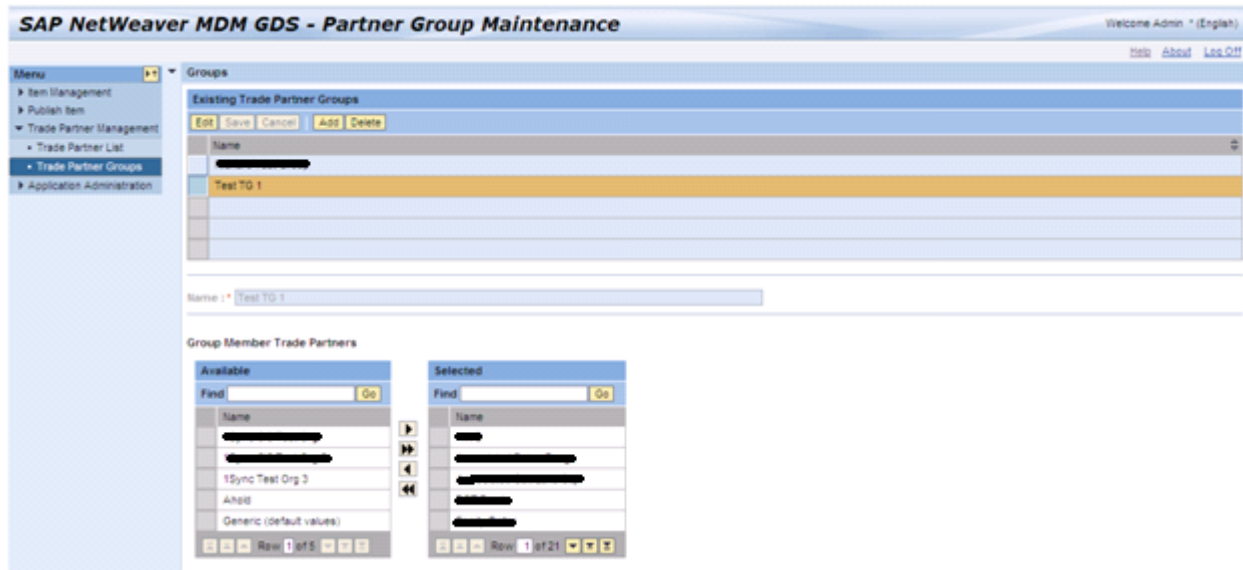 SAP NetWeaver MDM GDS - Partner Group Maintenance
Welcome Admin * (English)
Help About Log Off
Menu
Item Management
Publish Item
Trade Partner Management
Trade Partner List
Trade Partner Groups
Application Administration
Groups
Existing Trade Partner Groups
Edit Save Cancel Add Delete
Name
Test TG 1
Name : * Test TG 1
Group Member Trade Partners
Available
Find Go
Name
1Sync Test Org 3
Ahold
Generic (default values)
Row 1 of 5
Selected
Find Go
Name
Row 1 of 21